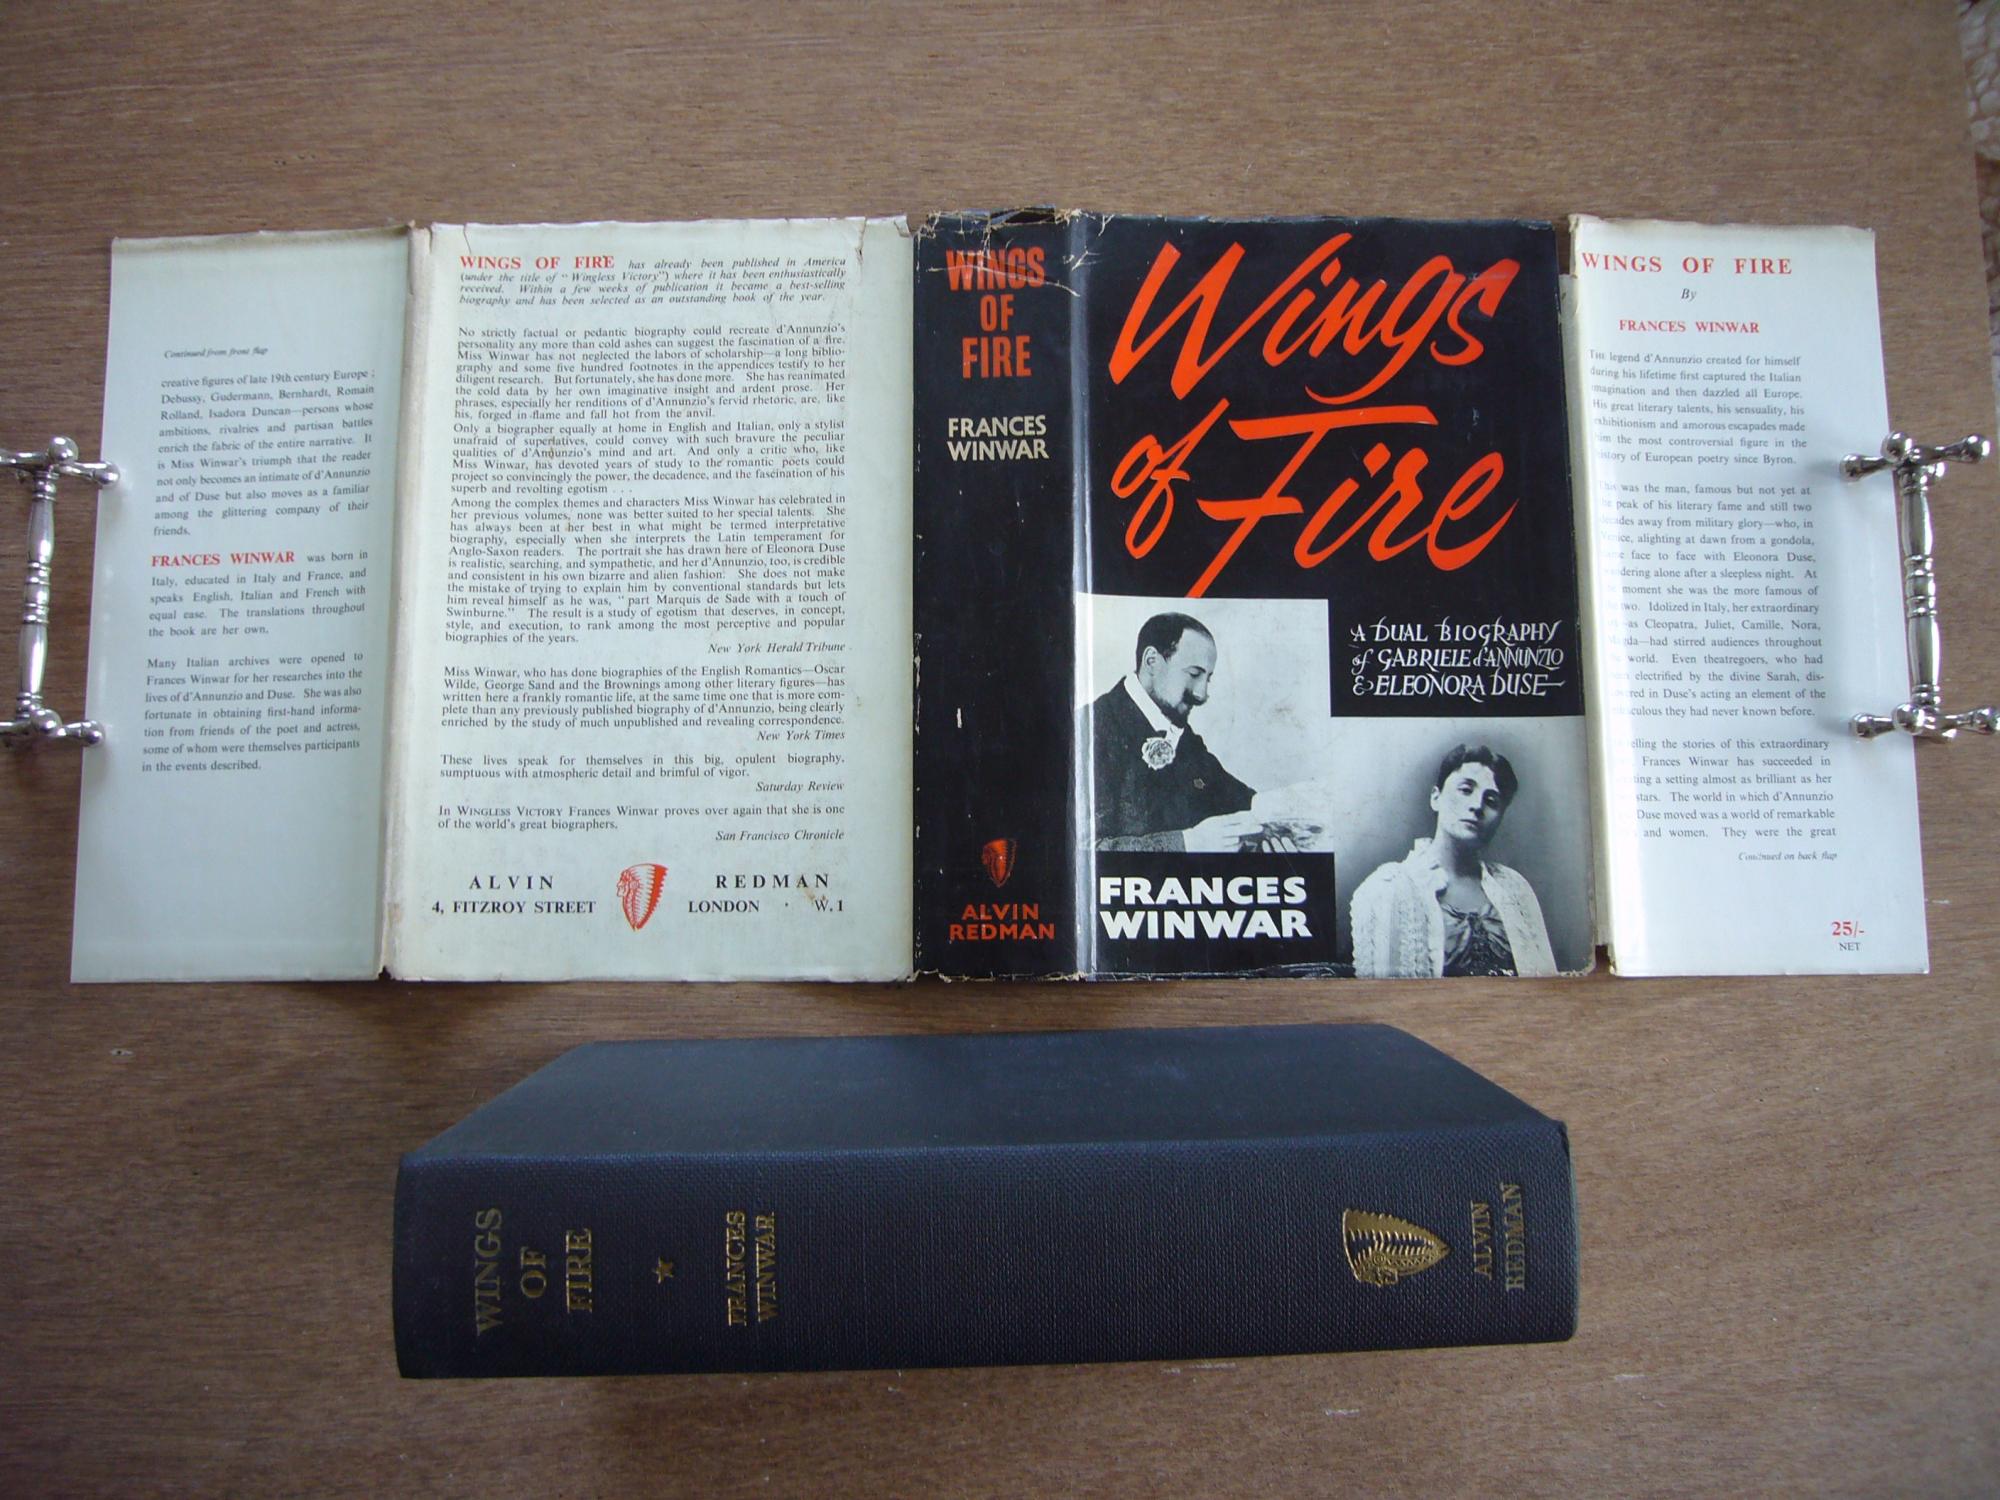 Continued from front flap
creative figures of late 19th century Europe ;
Debussy, Gudermann, Bernhardt, Romain
Rolland, Isadora Duncan—persons whose
ambitions, rivalries and partisan battles
enrich the fabric of the entire narrative. It
is Miss Winwar's triumph that the reader
not only becomes an intimate of d'Annunzio
and of Duse but also moves as a familiar
among the glittering company of their
friends.
FRANCES WINWAR was born in
Italy, educated in Italy and France, and
speaks English, Italian and French with
equal ease. The translations throughout
the book are her own.
Many Italian archives were opened to
Frances Winwar for her researches into the
lives of d'Annunzio and Duse. She was also
fortunate in obtaining first-hand informa-
tion from friends of the poet and actress,
some of whom were themselves participants
in the events described.
WINGS OF FIRE has already been published in America
(under the title of "Wingless Victory") where it has been enthusiastically
received. Within a few weeks of publication it became a best-selling
biography and has been selected as an outstanding book of the year.
No strictly factual or pedantic biography could recreate d'Annunzio's
personality any more than cold ashes can suggest the fascination of a fire.
Miss Winwar has not neglected the labors of scholarship—a long biblio-
graphy and some five hundred footnotes in the appendices testify to her
diligent research. But fortunately, she has done more. She has reanimated
the cold data by her own imaginative insight and ardent prose. Her
phrases, especially her renditions of d'Annunzio's fervid rhetoric, are, like
his, forged in flame and fall hot from the anvil.
Only a biographer equally at home in English and Italian, only a stylist
unafraid of superlatives, could convey with such bravure the peculiar
qualities of d'Annunzio's mind and art. And only a critic who, like
Miss Winwar, has devoted years of study to the romantic poets could
project so convincingly the power, the decadence, and the fascination of his
superb and revolting egotism . . .
Among the complex themes and characters Miss Winwar has celebrated in
her previous volumes, none was better suited to her special talents. She
has always been at her best in what might be termed interpretative
biography, especially when she interprets the Latin temperament for
Anglo-Saxon readers. The portrait she has drawn here of Eleonora Duse
is realistic, searching, and sympathetic, and her d'Annunzio, too, is credible
and consistent in his own bizarre and alien fashion. She does not make
the mistake of trying to explain him by conventional standards but lets
him reveal himself as he was, "part Marquis de Sade with a touch of
Swinburne." The result is a study of egotism that deserves, in concept,
style, and execution, to rank among the most perceptive and popular
biographies of the years.
New York Herald Tribune.
Miss Winwar, who has done biographies of the English Romantics—Oscar
Wilde, George Sand and the Brownings among other literary figures—has
written here a frankly romantic life, at the same time one that is more com-
plete than any previously published biography of d'Annunzio, being clearly
enriched by the study of much unpublished and revealing correspondence.
New York Times
These lives speak for themselves in this big, opulent biography,
sumptuous with atmospheric detail and brimful of vigor.
Saturday Review
In WINGLESS VICTORY Frances Winwar proves over again that she is one
of the world's great biographers.
San Francisco Chronicle
ALVIN REDMAN
4, FITZROY STREET LONDON · W.1
WINGS
OF
FIRE
FRANCES
WINWAR
ALVIN
REDMAN
Wings
of Fire
A DUAL BIOGRAPHY
of GABRIELE d'ANNUNZIO
& ELEONORA DUSE
FRANCES
WINWAR
WINGS OF FIRE
By
FRANCES WINWAR
THE legend d'Annunzio created for himself
during his lifetime first captured the Italian
imagination and then dazzled all Europe.
His great literary talents, his sensuality, his
exhibitionism and amorous escapades made
him the most controversial figure in the
history of European poetry since Byron.
This was the man, famous but not yet at
the peak of his literary fame and still two
decades away from military glory—who, in
Venice, alighting at dawn from a gondola,
came face to face with Eleonora Duse,
wandering alone after a sleepless night. At
moment she was the more famous of
two. Idolized in Italy, her extraordinary
as Cleopatra, Juliet, Camille, Nora,
Magda—had stirred audiences throughout
world. Even theatregoers, who had
electrified by the divine Sarah, dis-
covered in Duse's acting an element of the
miraculous they had never known before.
telling the stories of this extraordinary
Frances Winwar has succeeded in
a setting almost as brilliant as her
stars. The world in which d'Annunzio
Duse moved was a world of remarkable
and women. They were the great
Continued on back flap
25/-
NET
WINGS
OF
FIRE
FRANCES
WINWAR
ALVIN
REDMAN